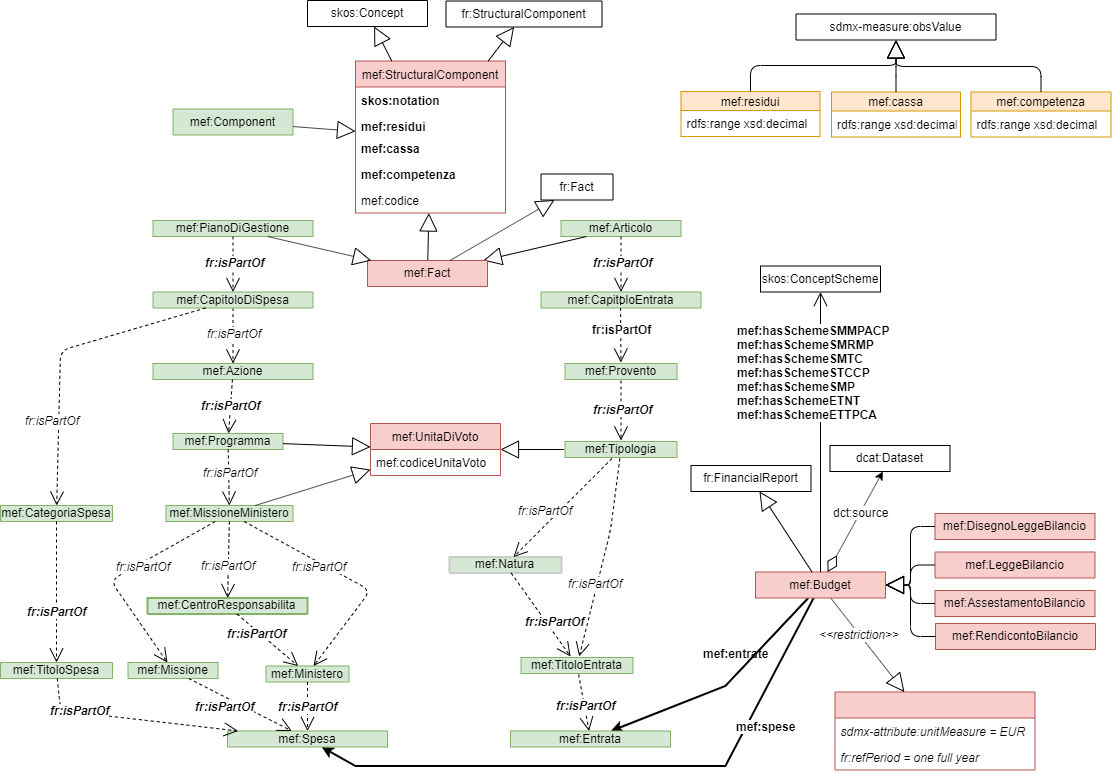 skos:Concept
fr:StructuralComponent
sdmx-measure:obsValue
mef:StructuralComponent
skos:notation
mef:residui
mef:cassa
mef:competenza
mef:codice
mef:residui
rdfs:range xsd:decimal
mef:cassa
rdfs:range xsd:decimal
mef:competenza
rdfs:range xsd:decimal
mef:Component
fr:Fact
mef:PianoDiGestione
mef:Articolo
fr:isPartOf
mef:Fact
fr:isPartOf
mef:CapitoloDiSpesa
mef:CapitoloEntrata
skos:ConceptScheme
fr:isPartOf
fr:isPartOf
mef:hasSchemeSMMPACP
mef:hasSchemeSMRMP
mef:hasSchemeSMTC
mef:hasSchemeSTCCP
mef:hasSchemeSMP
mef:hasSchemeETNT
mef:hasSchemeETTPCA
mef:Azione
mef:Provento
fr:isPartOf
fr:isPartOf
fr:isPartOf
mef:Programma
mef:UnitaDiVoto
mef:codiceUnitaVoto
mef:Tipologia
dcat:Dataset
fr:isPartOf
fr:FinancialReport
mef:CategoriaSpesa
mef:MissioneMinistero
fr:isPartOf
dct:source
mef:DisegnoLeggeBilancio
fr:isPartOf
fr:isPartOf
fr:isPartOf
mef:Natura
mef:LeggeBilancio
fr:isPartOf
mef:Budget
fr:isPartOf
mef:CentroResponsabilita
mef:AssestamentoBilancio
fr:isPartOf
fr:isPartOf
<<restriction>>
mef:RendicontoBilancio
mef:entrate
mef:TitoloSpesa
mef:Missione
mef:Ministero
mef:TitoloEntrata
fr:isPartOf
fr:isPartOf
fr:isPartOf
fr:isPartOf
mef:spese
sdmx-attribute:unitMeasure = EUR
fr:refPeriod = one full year
mef:Spesa
mef:Entrata